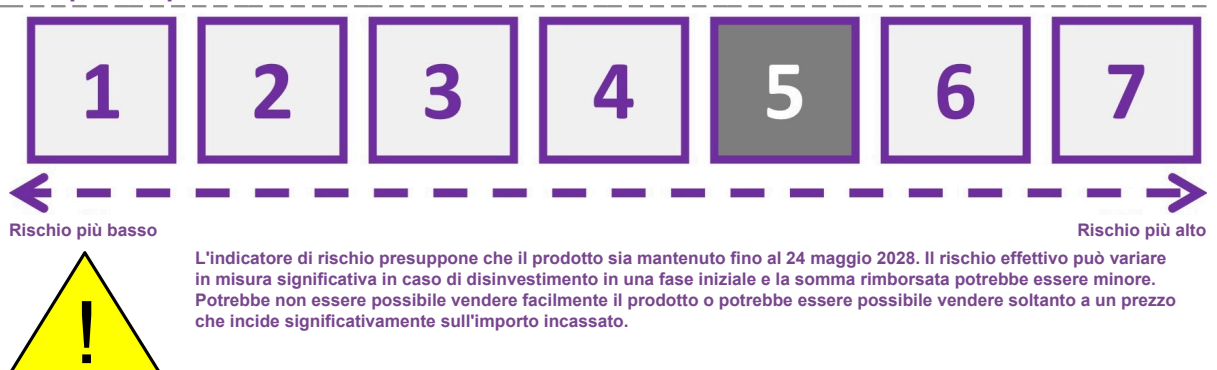 1 2 3 4 5 6 7
Rischio più basso Rischio più alto
L'indicatore di rischio presuppone che il prodotto sia mantenuto fino al 24 maggio 2028. Il rischio effettivo può variare
in misura significativa in caso di disinvestimento in una fase iniziale e la somma rimborsata potrebbe essere minore.
Potrebbe non essere possibile vendere facilmente il prodotto o potrebbe essere possibile vendere soltanto a un prezzo
che incide significativamente sull'importo incassato.
!